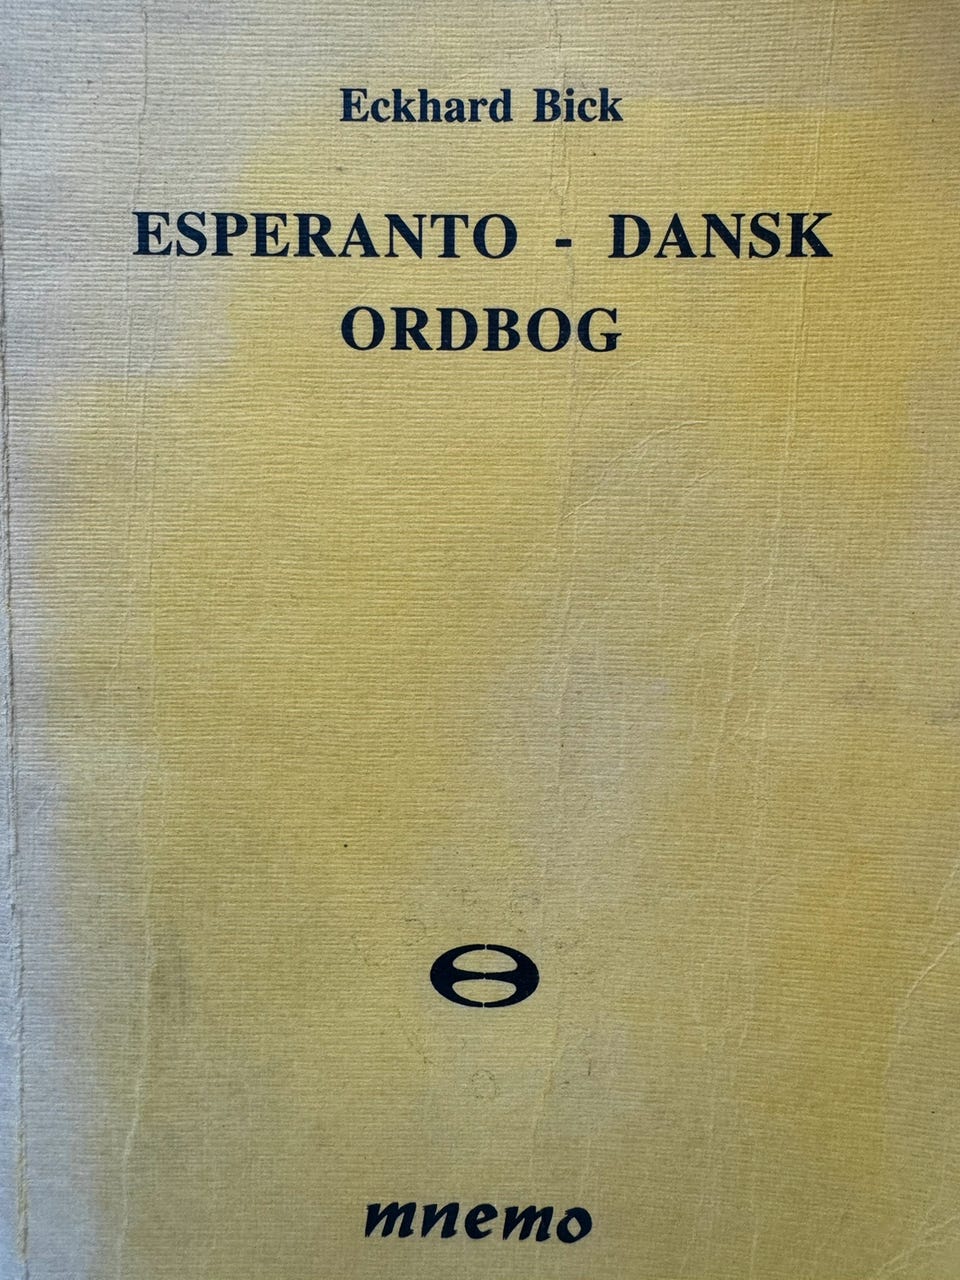 Eckhard Bick
ESPERANTO - DANSK
ORDBOG
mnemo